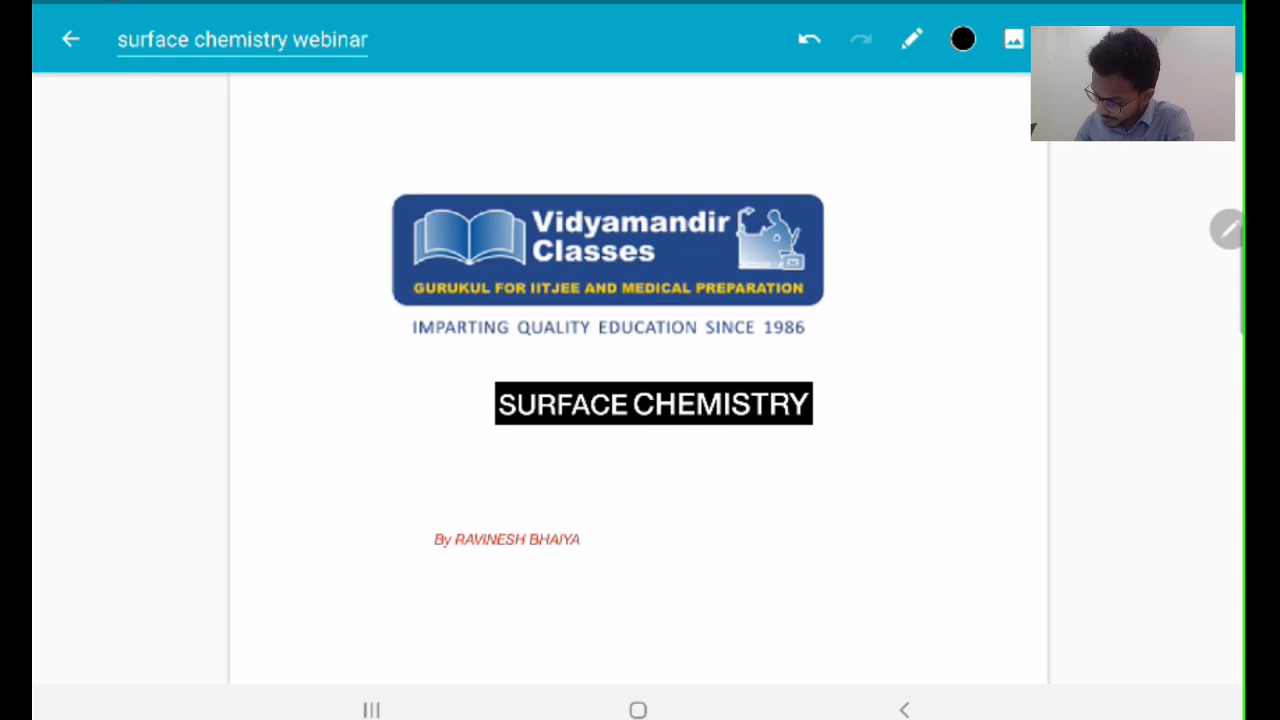 surface chemistry webinar
Vidyamandir
Classes
GURUKUL FOR IITJEE AND MEDICAL PREPARATION
IMPARTING QUALITY EDUCATION SINCE 1986
SURFACE CHEMISTRY
By RAVINESH BHAIYA